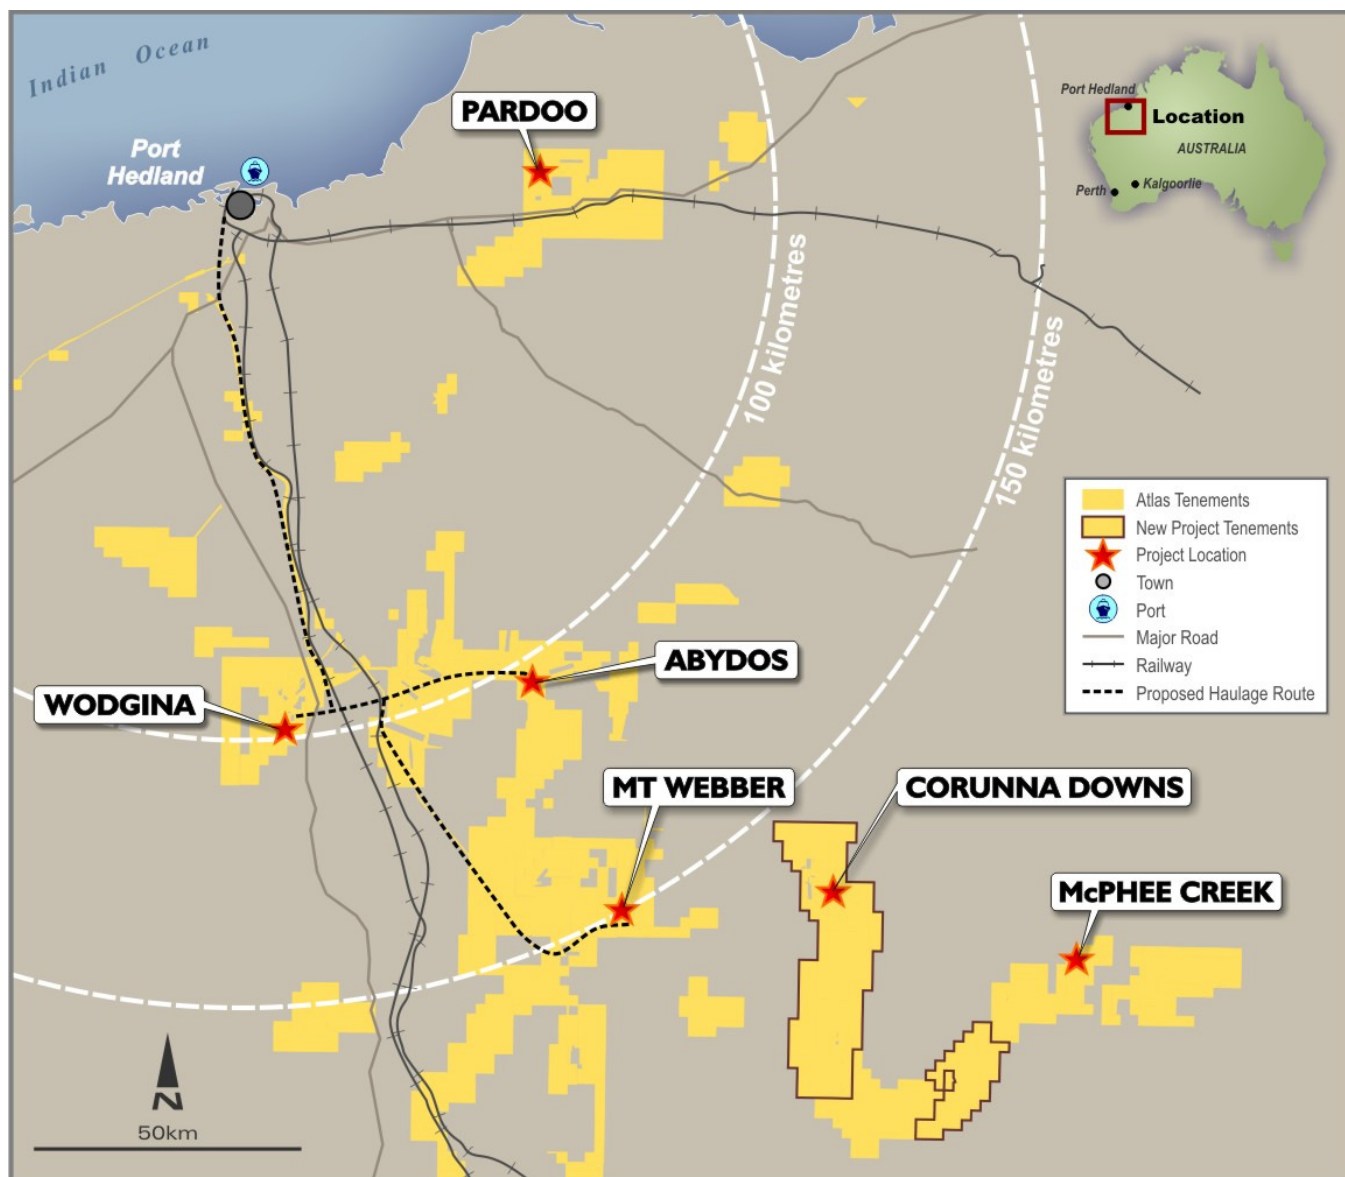 Indian Ocean
Port
Hedland
PARDOO
Port Hedland
Location
AUSTRALIA
Perth
Kalgoorlie
100 kilometres
150 kilometres
Atlas Tenements
New Project Tenements
Project Location
Town
Port
Major Road
Railway
Proposed Haulage Route
ABYDOS
WODGINA
MT WEBBER
CORUNNA DOWNS
McPHEE CREEK
N
50km